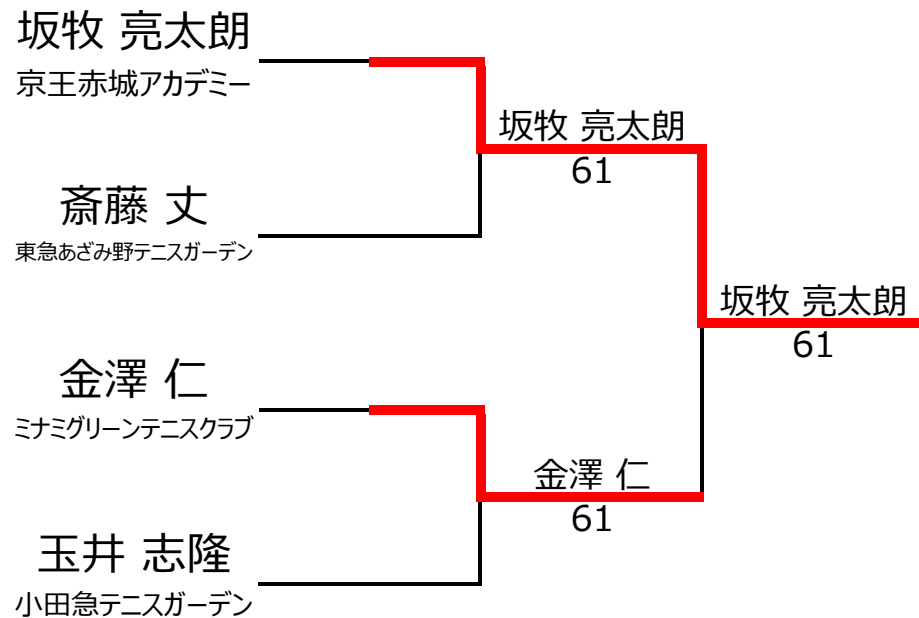 坂牧 亮太朗
京王赤城アカデミー
坂牧 亮太朗
61
斎藤 丈
東急あざみ野テニスガーデン
坂牧 亮太朗
61
金澤 仁
ミナミグリーンテニスクラブ
金澤 仁
61
玉井 志隆
小田急テニスガーデン